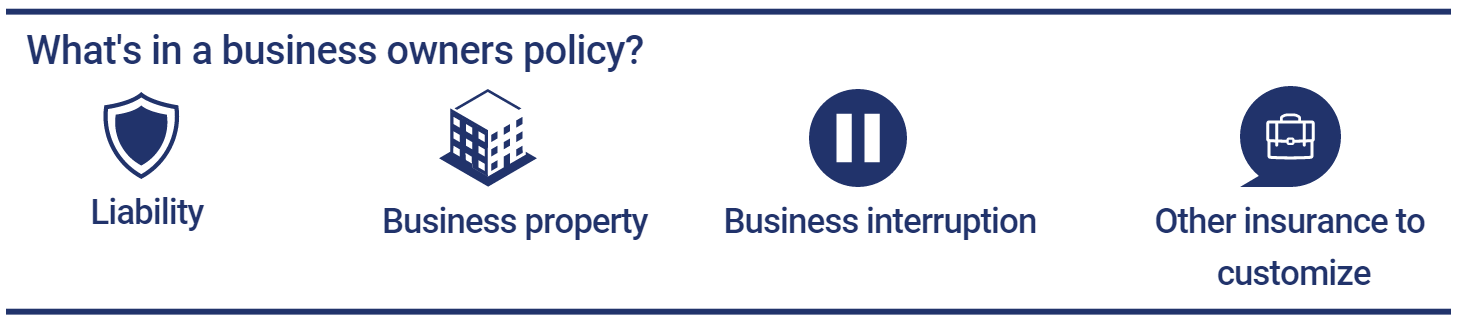 What's in a business owners policy?
Liability
Business property
Business interruption
Other insurance to
customize